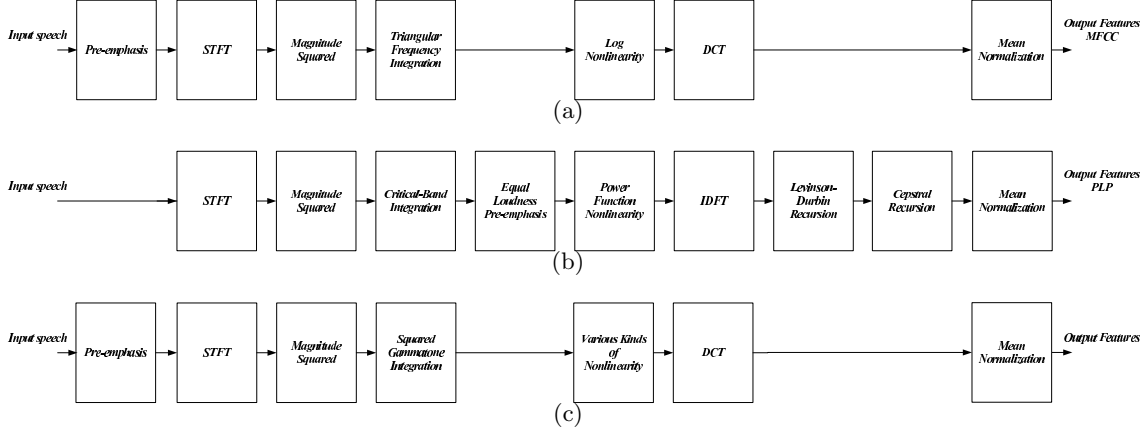 Input speech
Pre-emphasis
STFT
Magnitude
Squared
Triangular
Frequency
Integration
Log
Nonlinearity
DCT
Mean
Normalization
Output Features
MFCC
(a)
Input speech
STFT
Magnitude
Squared
Critical-Band
Integration
Equal
Loudness
Pre-emphasis
Power
Function
Nonlinearity
IDFT
Levinson-
Durbin
Recursion
Cepstral
Recursion
Mean
Normalization
Output Features
PLP
(b)
Input speech
Pre-emphasis
STFT
Magnitude
Squared
Squared
Gammatone
Integration
Various Kinds
of
Nonlinearity
DCT
Mean
Normalization
Output Features
(c)